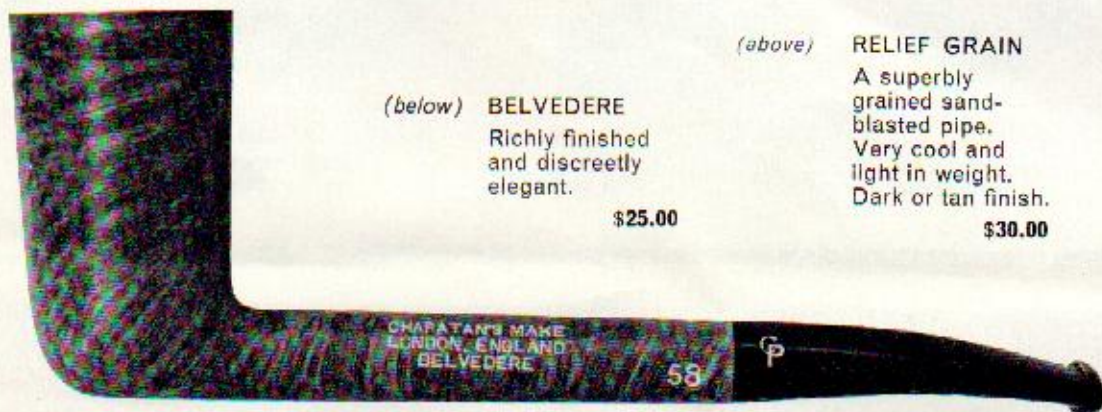 (above) RELIEF GRAIN
A superbly
grained sand-
blasted pipe.
Very cool and
light in weight.
Dark or tan finish.
$30.00
(below) BELVEDERE
Richly finished
and discreetly
elegant.
$25.00
CHARATAN'S MAKE
LONDON, ENGLAND
BELVEDERE
58
CP